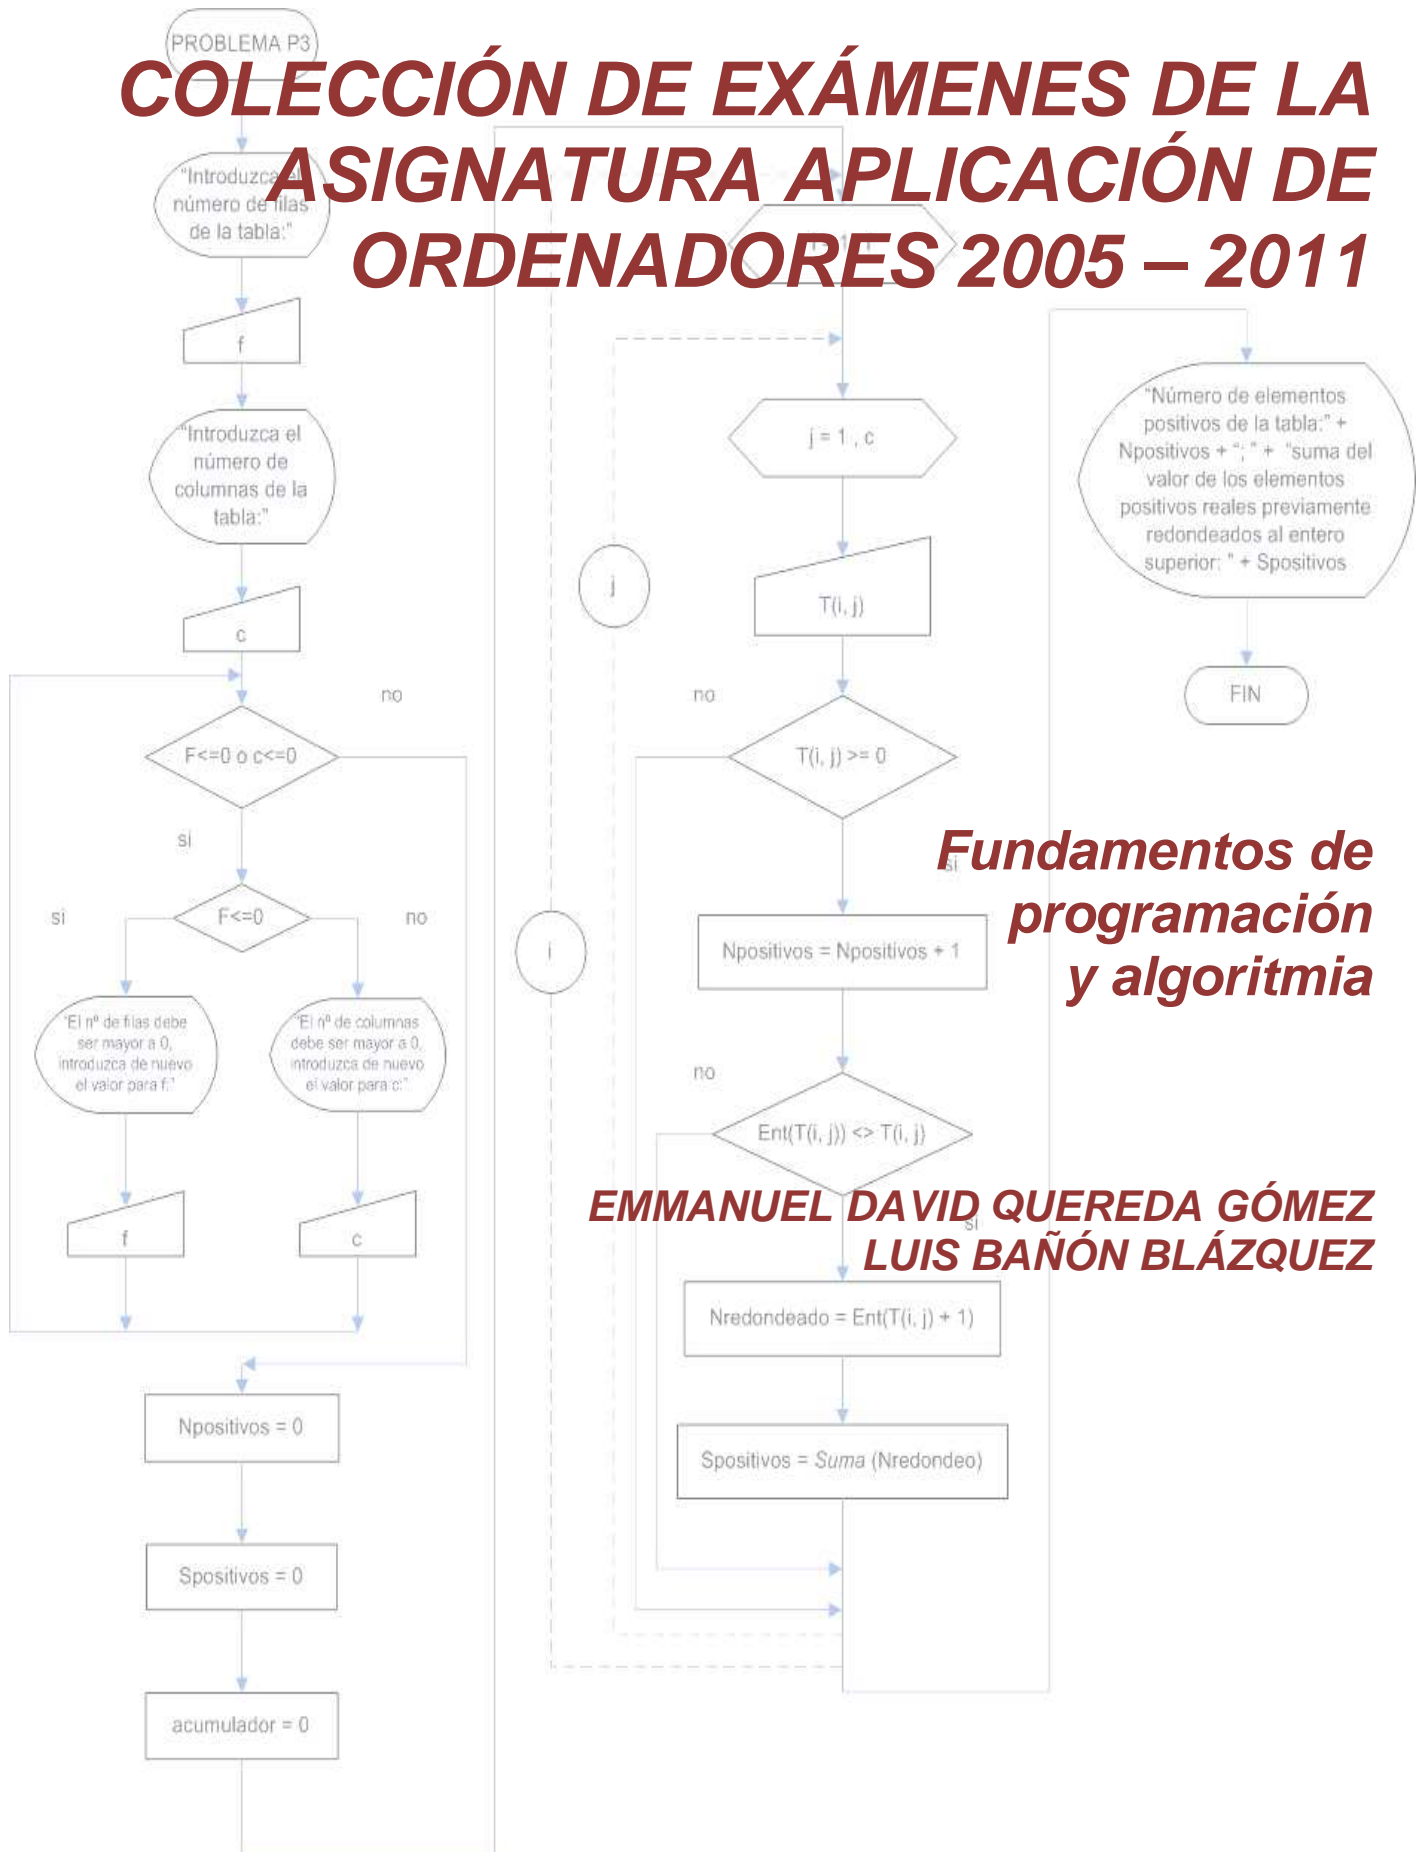 PROBLEMA P3
COLECCIÓN DE EXÁMENES DE LA
ASIGNATURA APLICACIÓN DE
ORDENADORES 2005 – 2011
"Introduzca el
número de filas
de la tabla:"
f
"Introduzca el
número de
columnas de la
tabla:"
c
F<=0 o c<=0
no
si
F<=0
si
no
"El nº de filas debe
ser mayor a 0,
introduzca de nuevo
el valor para f:"
"El nº de columnas
debe ser mayor a 0,
introduzca de nuevo
el valor para c:"
f
c
Npositivos = 0
Spositivos = 0
acumulador = 0
j = 1 , c
j
T(i, j)
no
T(i, j) >= 0
si
i
Npositivos = Npositivos + 1
no
Ent(T(i, j)) <> T(i, j)
si
Nredondeado = Ent(T(i, j) + 1)
Spositivos = Suma (Nredondeo)
"Número de elementos
positivos de la tabla:" +
Npositivos + "; " + "suma del
valor de los elementos
positivos reales previamente
redondeados al entero
superior: " + Spositivos
FIN
Fundamentos de
programación
y algoritmia
EMMANUEL DAVID QUEREDA GÓMEZ
LUIS BAÑÓN BLÁZQUEZ